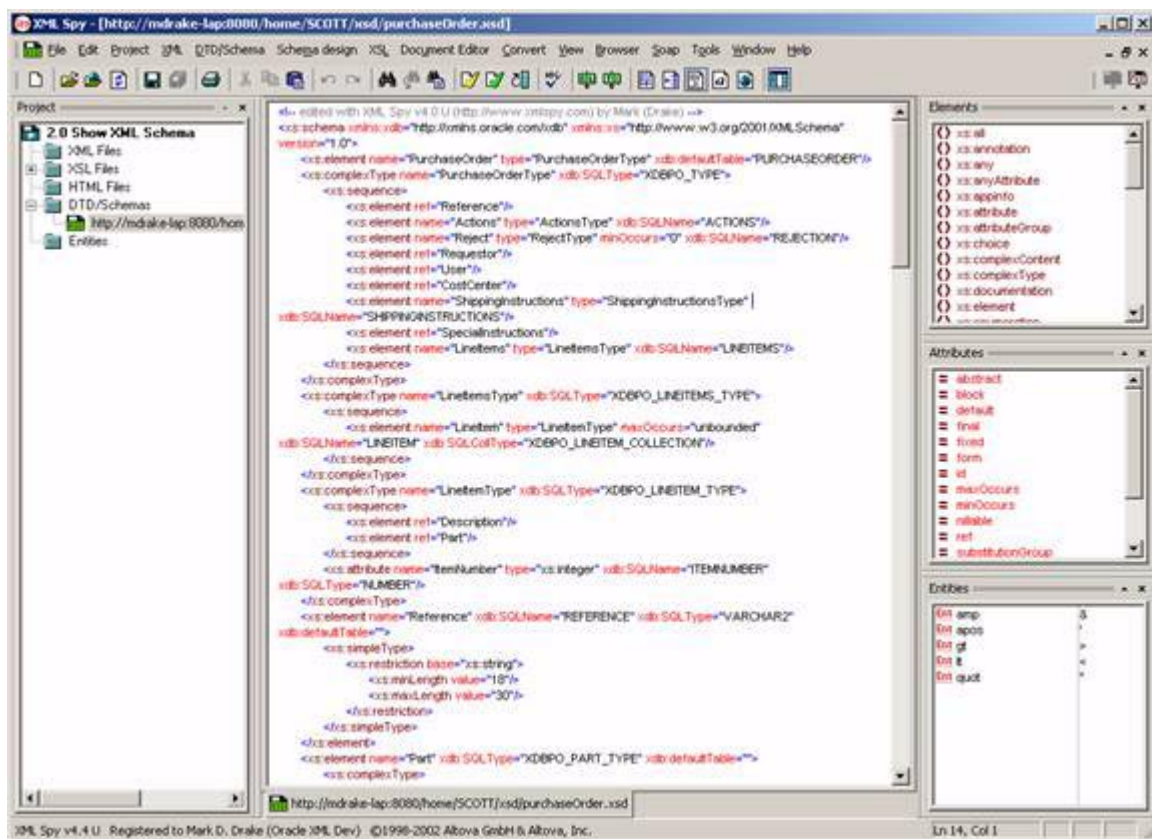 XML Spy - [http://mdrake-lap:8080/home/SCOTT/xsd/purchaseOrder.xsd]
File Edit Project XML DTD/Schema Schema design XSL Document Editor Convert View Browser Soap Tools Window Help
Project
2.0 Show XML Schema
XML Files
XSL Files
HTML Files
DTD/Schemas
http://mdrake-lap:8080/hom
Entities
<!-- edited with XML Spy v4.0 U (http://www.xmlspy.com) by Mark (Drake) -->
<xs:schema xmlns:xdb="http://xmlns.oracle.com/xdb" xmlns:xs="http://www.w3.org/2001/XMLSchema"
version="1.0">
<xs:element name="PurchaseOrder" type="PurchaseOrderType" xdb:defaultTable="PURCHASEORDER"/>
<xs:complexType name="PurchaseOrderType" xdb:SQLType="XDBPO_TYPE">
<xs:sequence>
<xs:element ref="Reference"/>
<xs:element name="Actions" type="ActionsType" xdb:SQLName="ACTIONS"/>
<xs:element name="Reject" type="RejectType" minOccurs="0" xdb:SQLName="REJECTION"/>
<xs:element ref="Requestor"/>
<xs:element ref="User"/>
<xs:element ref="CostCenter"/>
<xs:element name="ShippingInstructions" type="ShippingInstructionsType"
xdb:SQLName="SHIPPINGINSTRUCTIONS"/>
<xs:element ref="SpecialInstructions"/>
<xs:element name="LineItems" type="LineItemsType" xdb:SQLName="LINEITEMS"/>
</xs:sequence>
</xs:complexType>
<xs:complexType name="LineItemsType" xdb:SQLType="XDBPO_LINEITEMS_TYPE">
<xs:sequence>
<xs:element name="LineItem" type="LineItemType" maxOccurs="unbounded"
xdb:SQLName="LINEITEM" xdb:SQLCollType="XDBPO_LINEITEM_COLLECTION"/>
</xs:sequence>
</xs:complexType>
<xs:complexType name="LineItemType" xdb:SQLType="XDBPO_LINEITEM_TYPE">
<xs:sequence>
<xs:element ref="Description"/>
<xs:element ref="Part"/>
</xs:sequence>
<xs:attribute name="ItemNumber" type="xs:integer" xdb:SQLName="ITEMNUMBER"
xdb:SQLType="NUMBER"/>
</xs:complexType>
<xs:element name="Reference" xdb:SQLName="REFERENCE" xdb:SQLType="VARCHAR2"
xdb:defaultTable="">
<xs:simpleType>
<xs:restriction base="xs:string">
<xs:minLength value="18"/>
<xs:maxLength value="30"/>
</xs:restriction>
</xs:simpleType>
</xs:element>
<xs:element name="Part" xdb:SQLType="XDBPO_PART_TYPE" xdb:defaultTable="">
<xs:complexType>
http://mdrake-lap:8080/home/SCOTT/xsd/purchaseOrder.xsd
Elements
() xs:all
() xs:annotation
() xs:any
() xs:anyAttribute
() xs:appinfo
() xs:attribute
() xs:attributeGroup
() xs:choice
() xs:complexContent
() xs:complexType
() xs:documentation
() xs:element
Attributes
= abstract
= block
= default
= final
= fixed
= form
= id
= maxOccurs
= minOccurs
= nillable
= ref
= substitutionGroup
Entities
Ent amp &
Ent apos '
Ent gt >
Ent lt <
Ent quot "
XML Spy v4.4 U Registered to Mark D. Drake (Oracle XML Dev) ©1998-2002 Altova GmbH & Altova, Inc.
Ln 14, Col 1